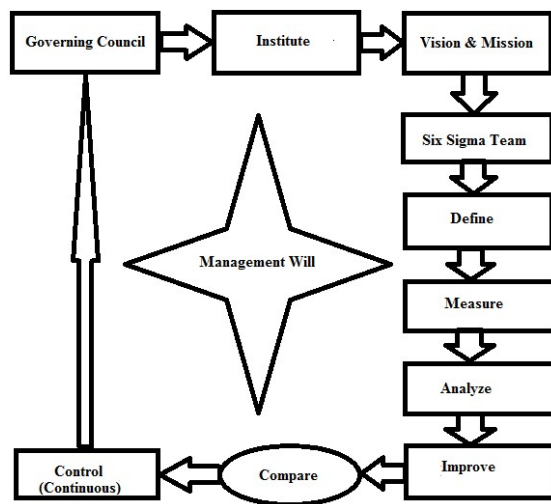 Governing Council
Institute
Vision & Mission
Six Sigma Team
Define
Management Will
Measure
Analyze
Improve
Compare
Control
(Continuous)